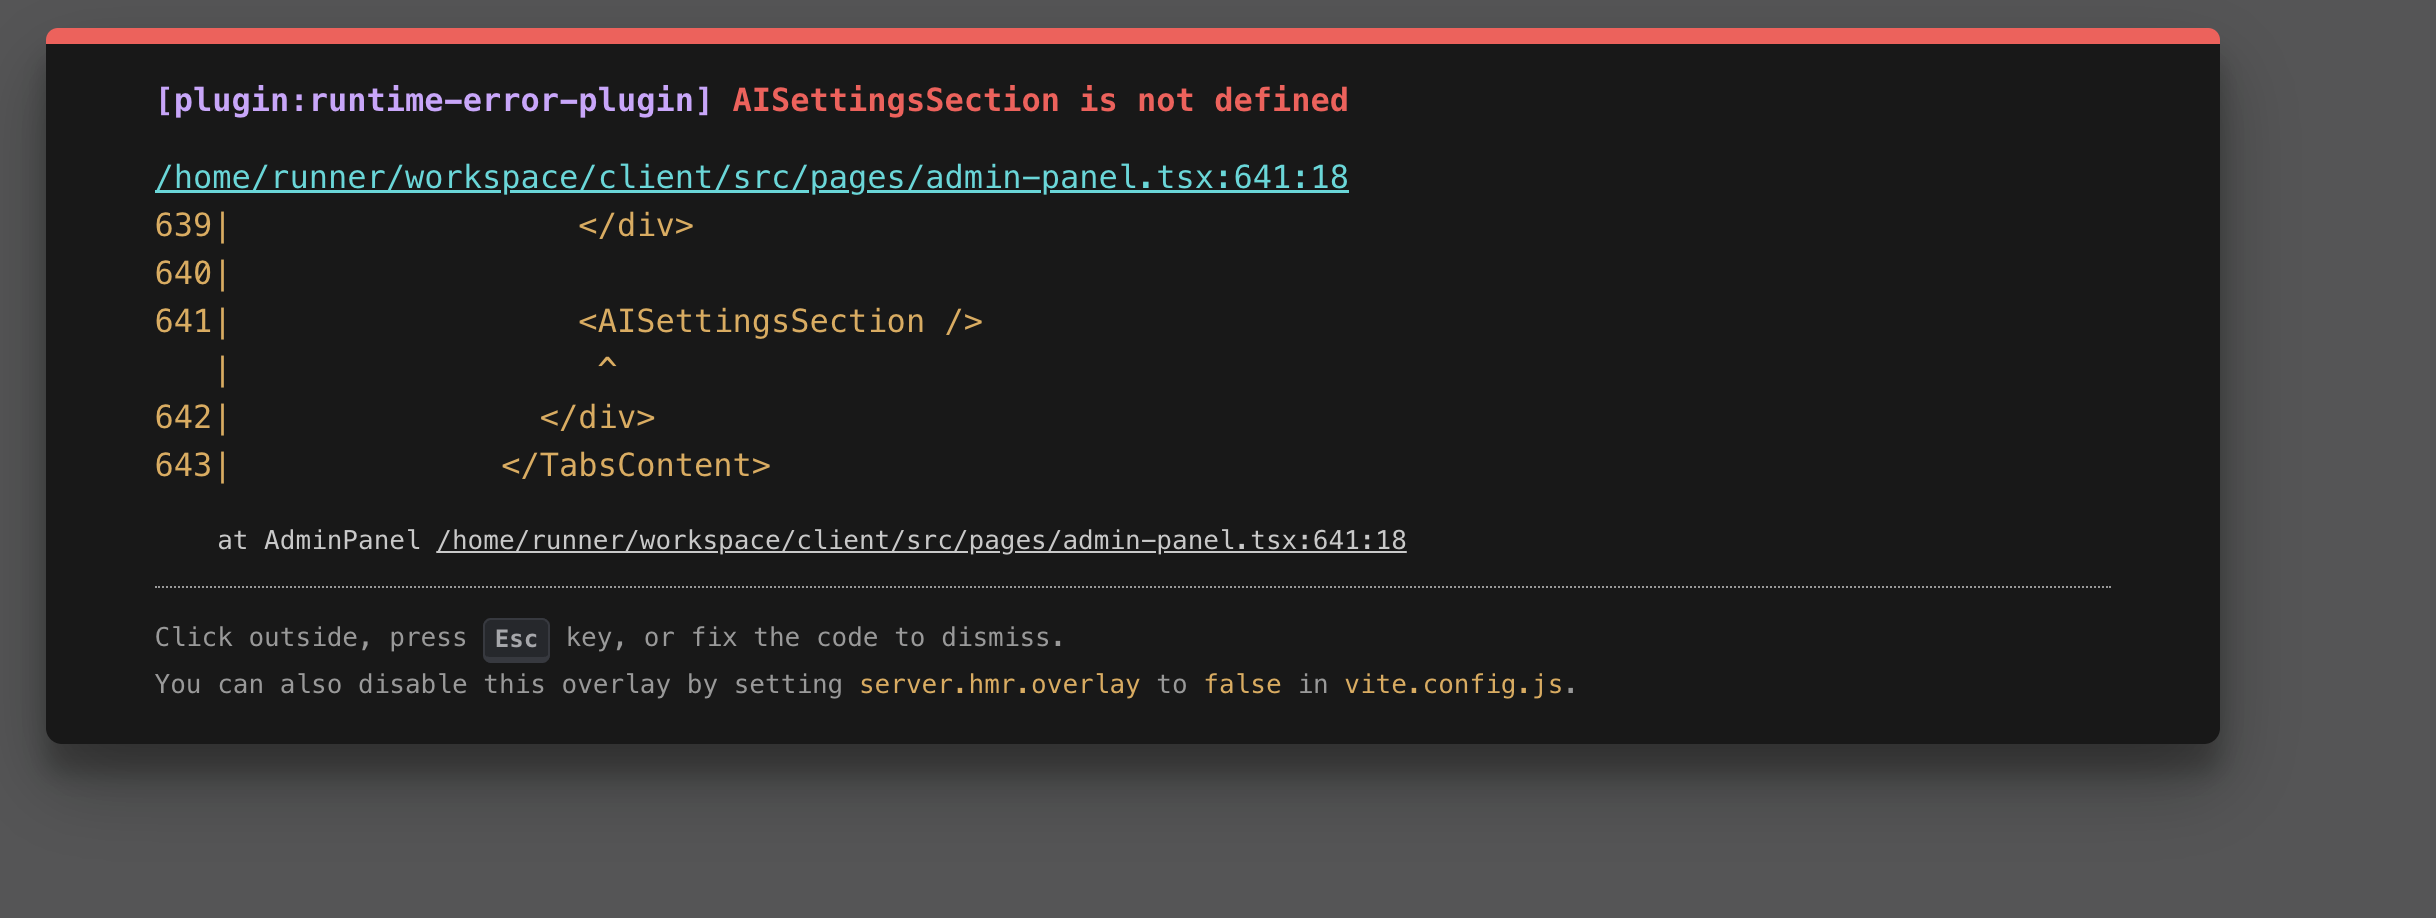 [plugin:runtime-error-plugin] AISettingsSection is not defined
/home/runner/workspace/client/src/pages/admin-panel.tsx:641:18
639|                  </div>
640|
641|                  <AISettingsSection />
   |                   ^
642|                </div>
643|              </TabsContent>
    at AdminPanel /home/runner/workspace/client/src/pages/admin-panel.tsx:641:18
Click outside, press Esc key, or fix the code to dismiss.
You can also disable this overlay by setting server.hmr.overlay to false in vite.config.js.